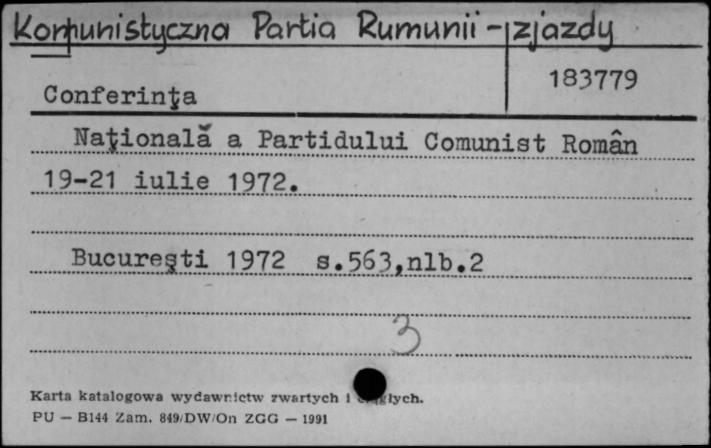 Komunistyczna Partia Rumunii - zjazdy
183779
Conferinţa
Naţională a Partidului Comunist Român
19-21 iulie 1972.
Bucureşti 1972 s.563,nlb.2
3
Karta katalogowa wydawnictw zwartych i ciągłych.
PU — B144 Zam. 849/DW/On ZGG — 1991